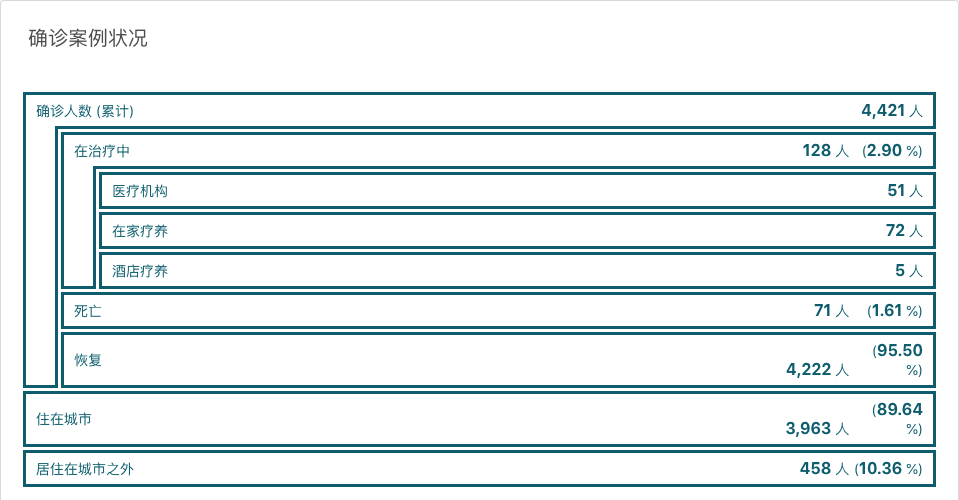 确诊案例状况
确诊人数 (累计) 4,421 人
在治疗中 128 人 (2.90 %)
医疗机构 51 人
在家疗养 72 人
酒店疗养 5 人
死亡 71 人 (1.61 %)
恢复 4,222 人 (95.50 %)
住在城市 3,963 人 (89.64 %)
居住在城市之外 458 人 (10.36 %)